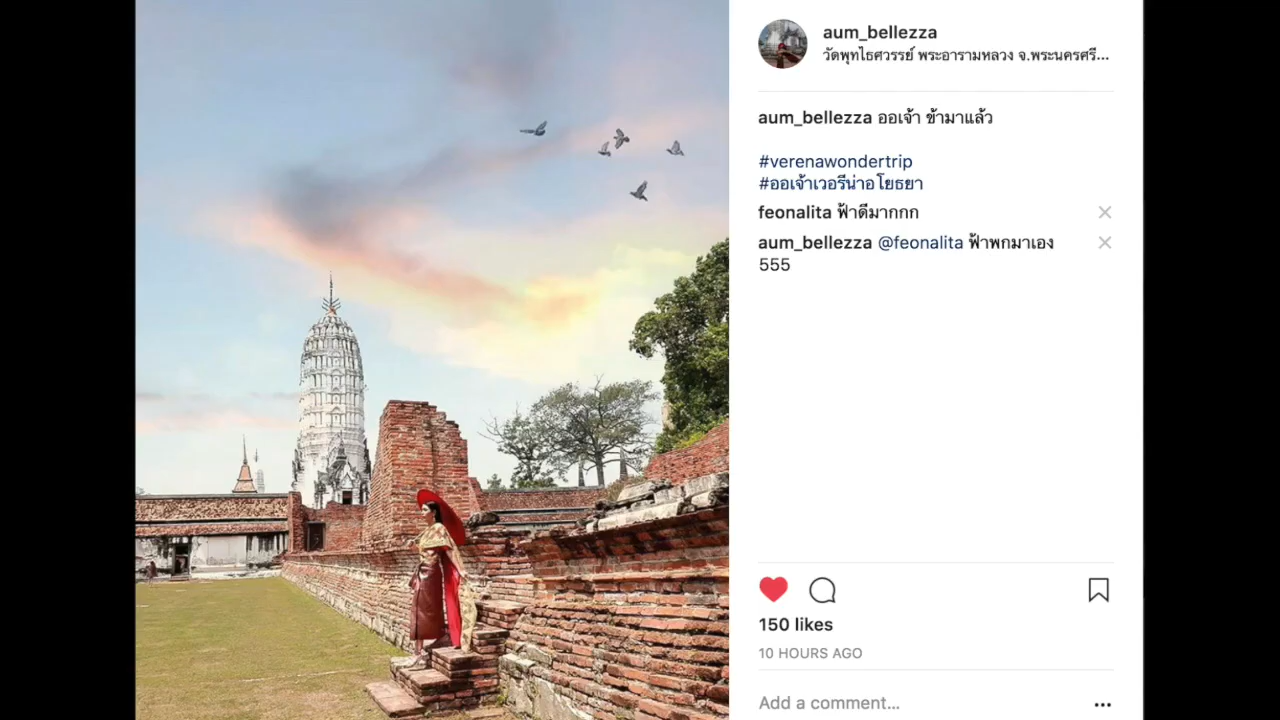 aum_bellezza
วัดพุทไธศวรรย์ พระอารามหลวง จ.พระนครศรี...
aum_bellezza ออเจ้า ข้ามาแล้ว
#verenawondertrip
#ออเจ้าเวอรีน่าอโยธยา
feonalita ฟ้าดีมากกก
aum_bellezza @feonalita ฟ้าพกมาเอง
555
150 likes
10 HOURS AGO
Add a comment...